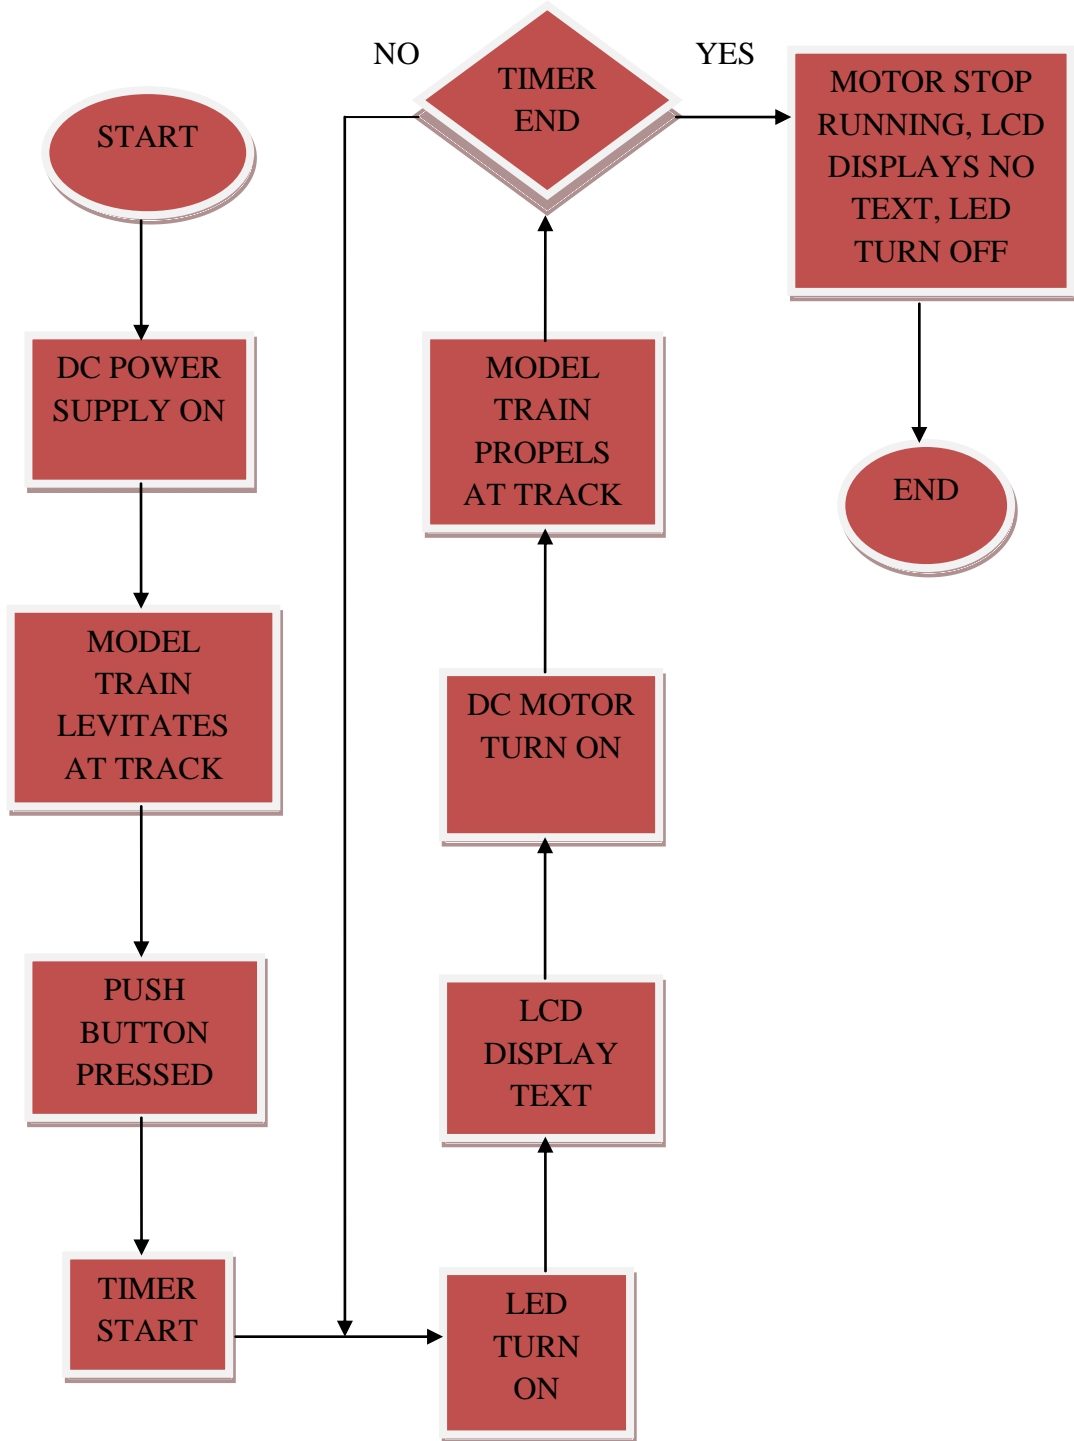 START
DC POWER
SUPPLY ON
MODEL
TRAIN
LEVITATES
AT TRACK
PUSH
BUTTON
PRESSED
TIMER
START
LED
TURN
ON
LCD
DISPLAY
TEXT
DC MOTOR
TURN ON
MODEL
TRAIN
PROPELS
AT TRACK
TIMER
END
NO
YES
MOTOR STOP
RUNNING, LCD
DISPLAYS NO
TEXT, LED
TURN OFF
END